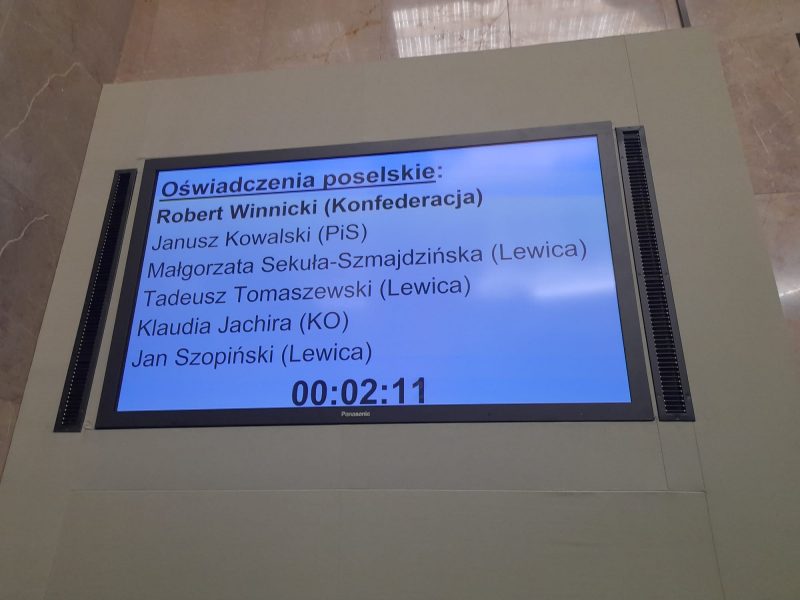 Oświadczenia poselskie:
Robert Winnicki (Konfederacja)
Janusz Kowalski (PiS)
Małgorzata Sekuła-Szmajdzińska (Lewica)
Tadeusz Tomaszewski (Lewica)
Klaudia Jachira (KO)
Jan Szopiński (Lewica)
00:02:11
Panasonic